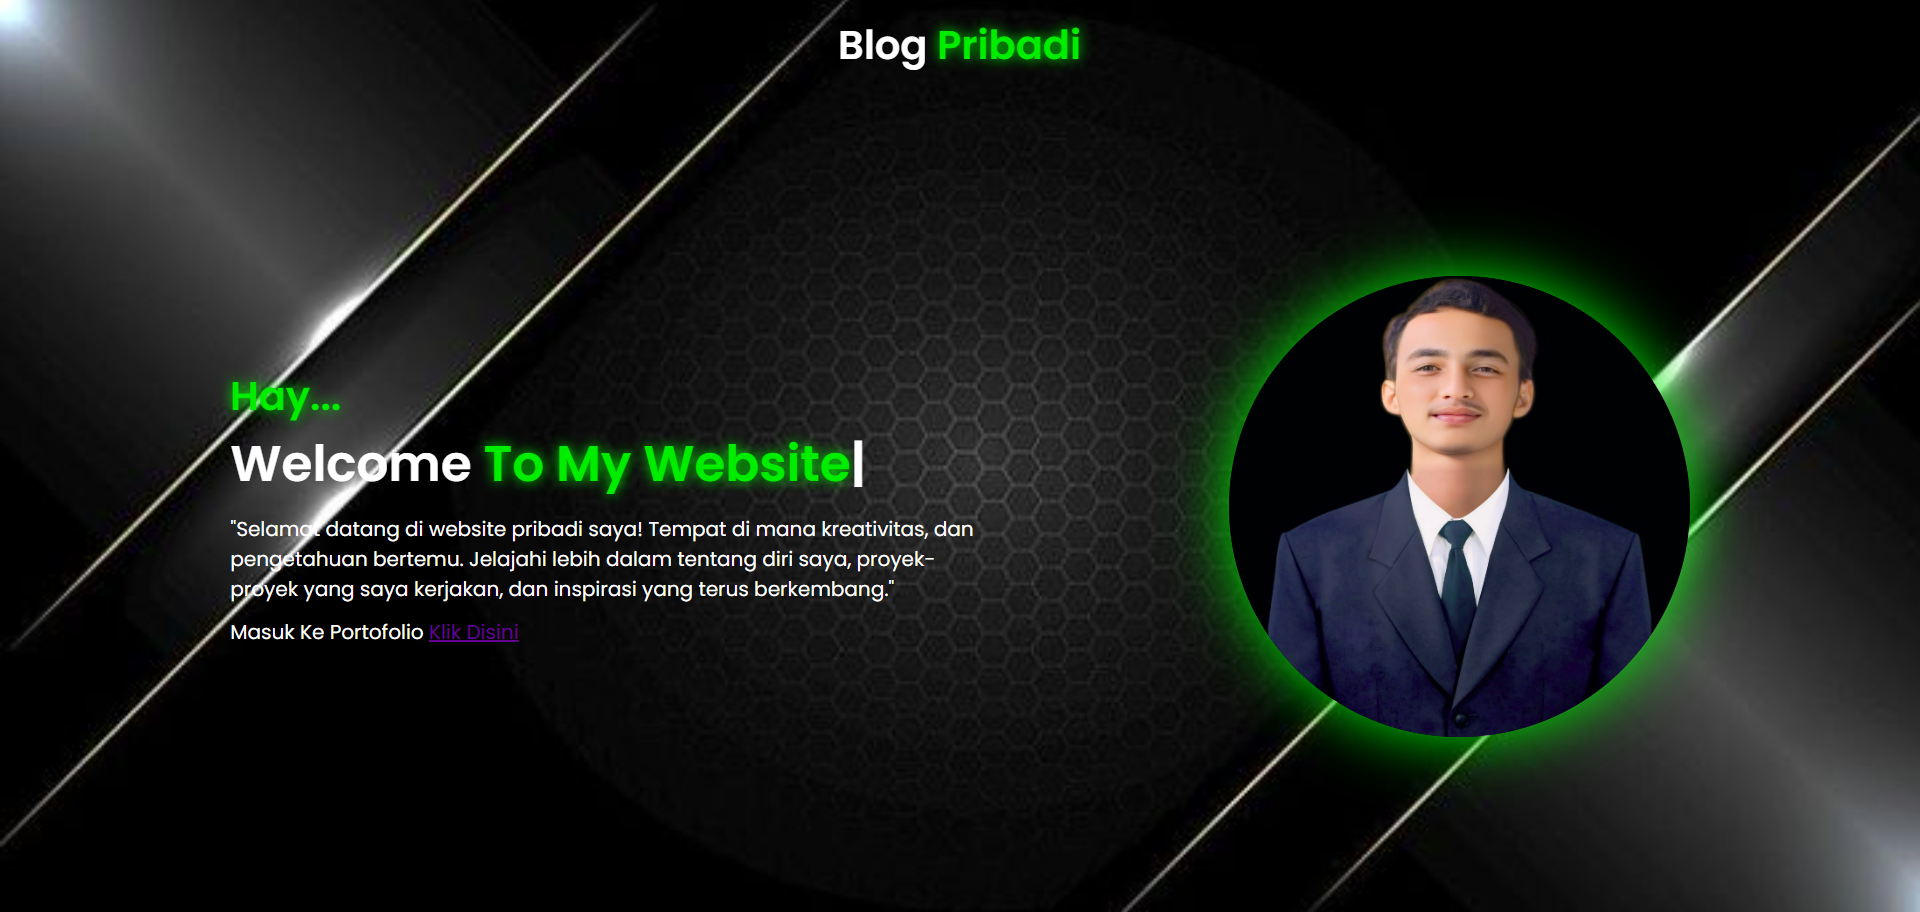 Blog Pribadi
Hay...
Welcome To My Website|
"Selamat datang di website pribadi saya! Tempat di mana kreativitas, dan
pengetahuan bertemu. Jelajahi lebih dalam tentang diri saya, proyek-
proyek yang saya kerjakan, dan inspirasi yang terus berkembang."
Masuk Ke Portofolio Klik Disini